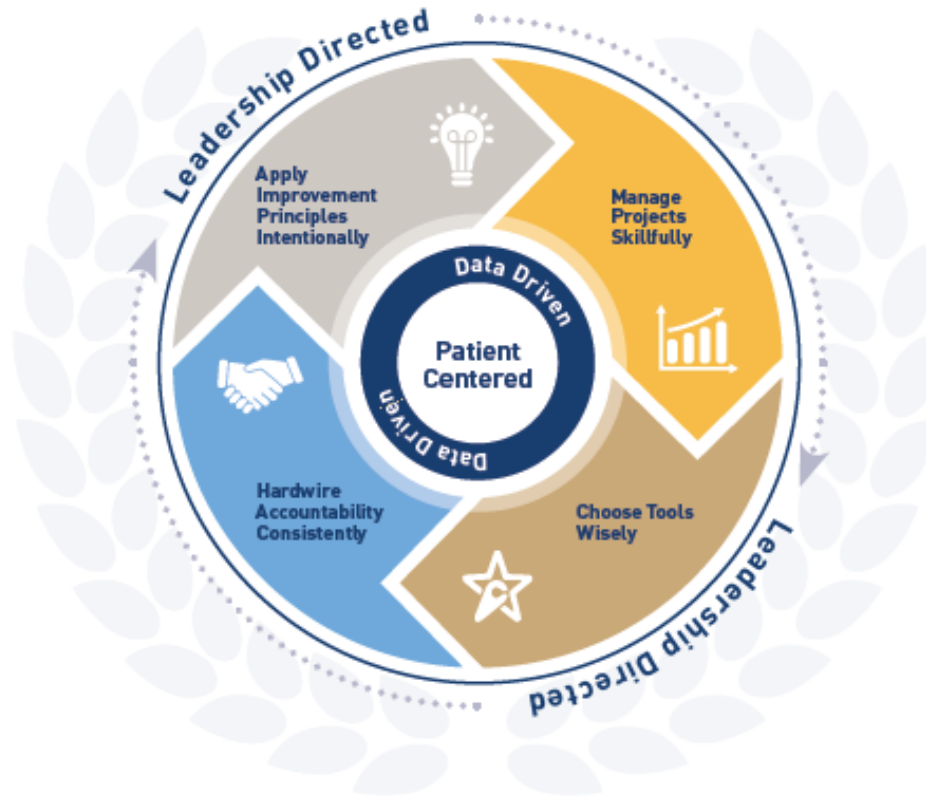 Leadership Directed
Apply
Improvement
Principles
Intentionally
Manage
Projects
Skillfully
Data Driven
Patient
Centered
Data Driven
Hardwire
Accountability
Consistently
Choose Tools
Wisely
Leadership Directed